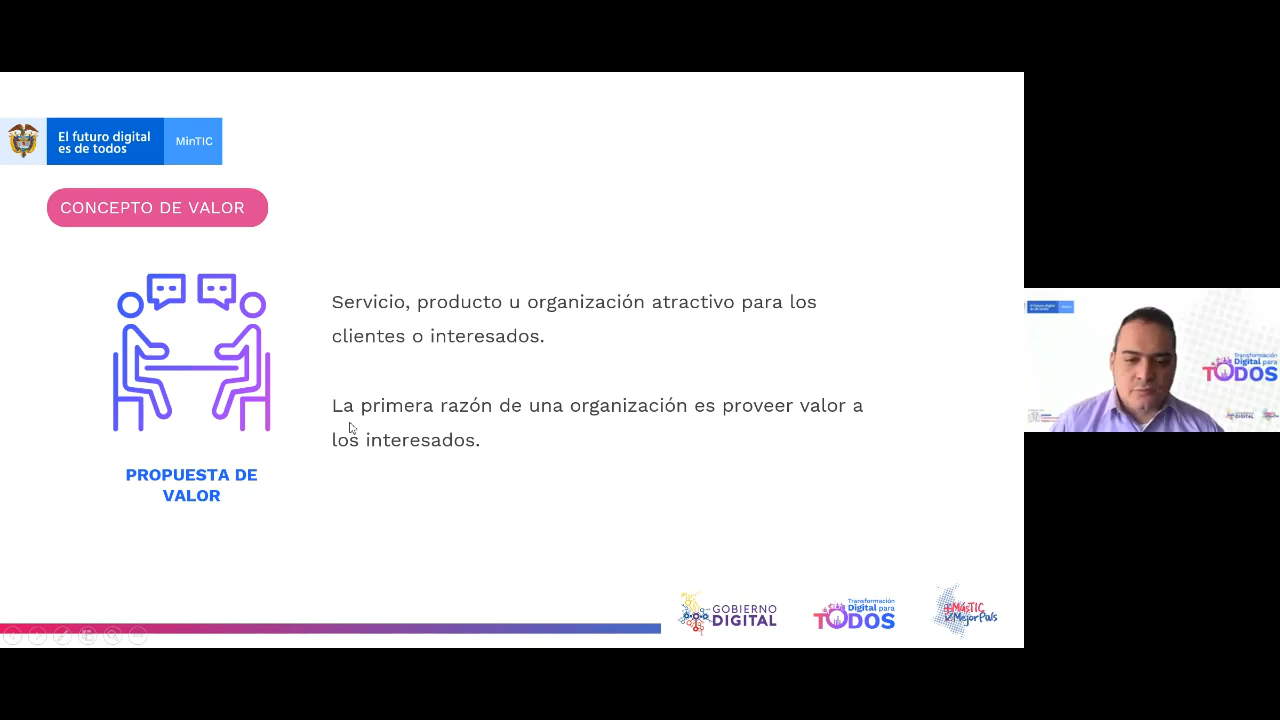 El futuro digital
es de todos
MinTIC
CONCEPTO DE VALOR
Servicio, producto u organización atractivo para los
clientes o interesados.
La primera razón de una organización es proveer valor a
los interesados.
PROPUESTA DE
VALOR
GOBIERNO
DIGITAL
Transformación
Digital para
TODOS
+MásTIC
MejorPaís
Transformación
Digital para
TODOS